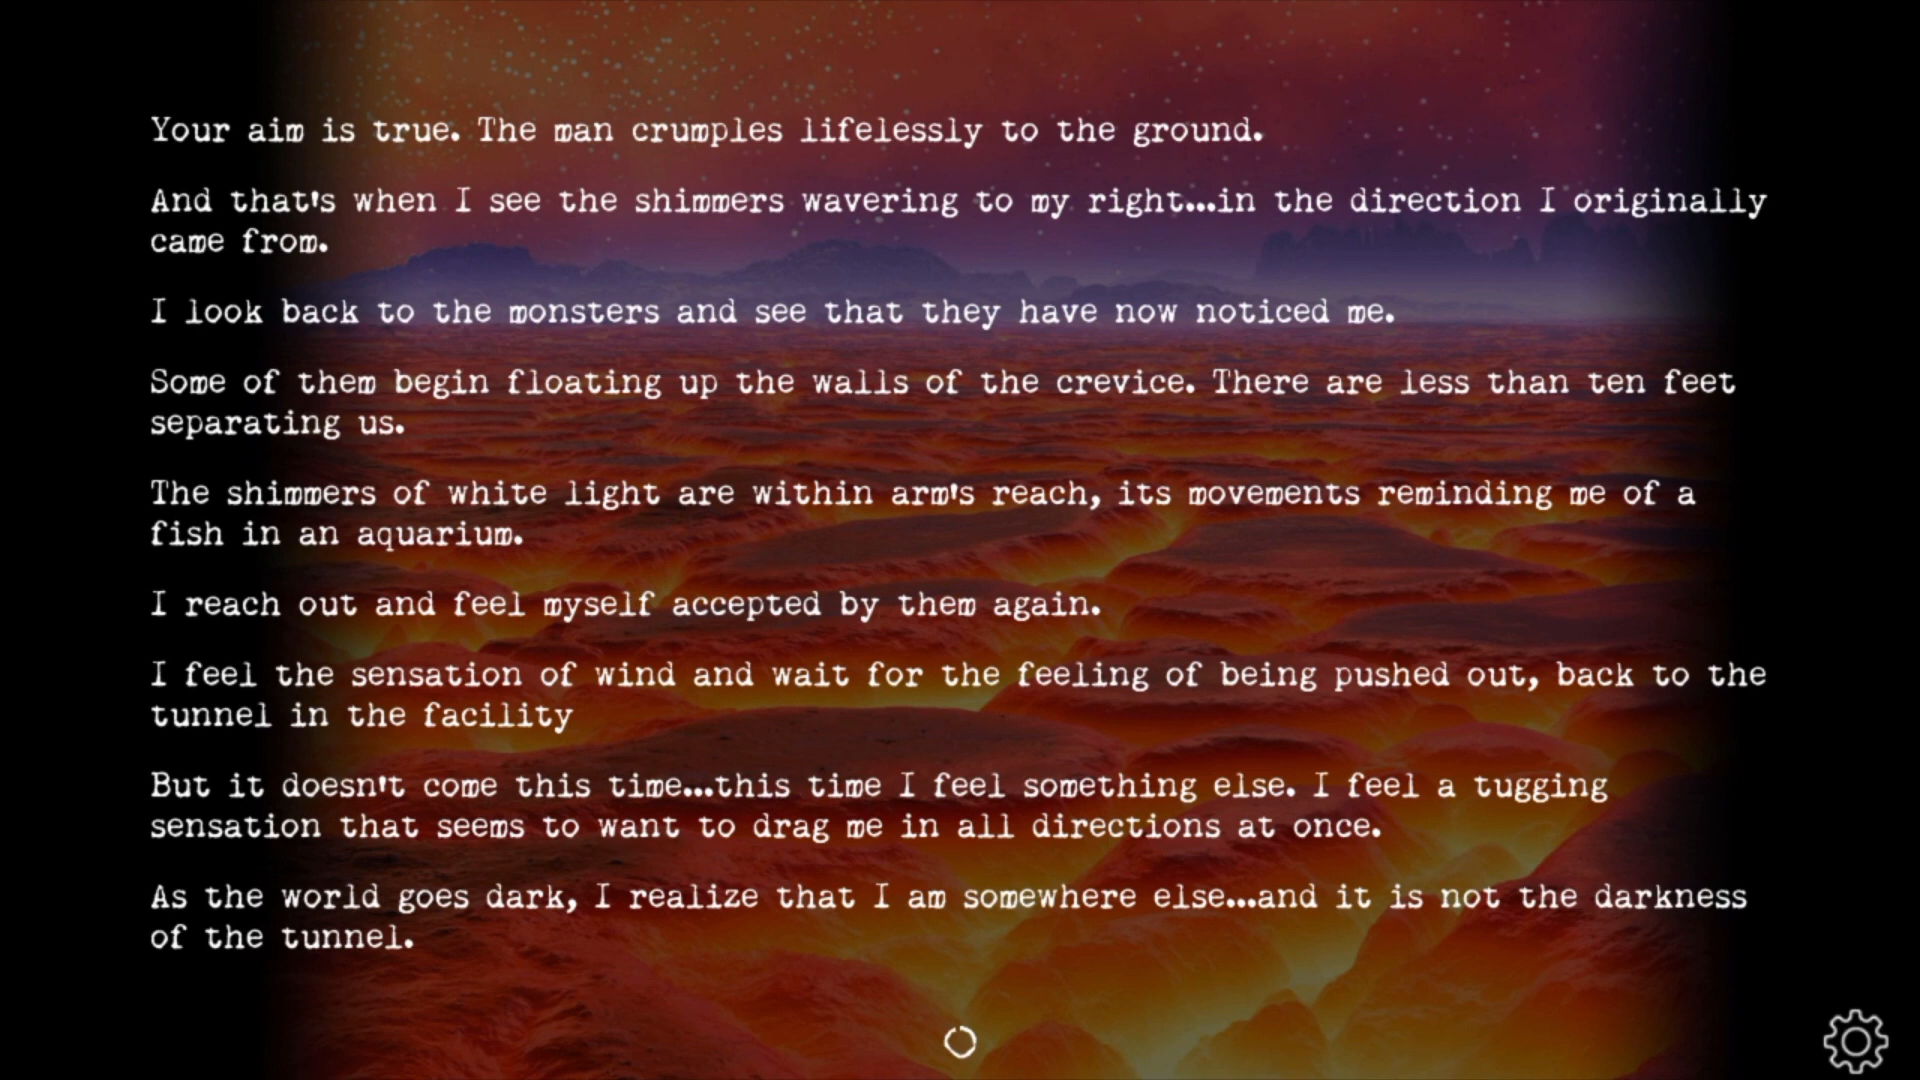 Your aim is true. The man crumples lifelessly to the ground.
And that's when I see the shimmers wavering to my right...in the direction I originally
came from.
I look back to the monsters and see that they have now noticed me.
Some of them begin floating up the walls of the crevice. There are less than ten feet
separating us.
The shimmers of white light are within arm's reach, its movements reminding me of a
fish in an aquarium.
I reach out and feel myself accepted by them again.
I feel the sensation of wind and wait for the feeling of being pushed out, back to the
tunnel in the facility
But it doesn't come this time...this time I feel something else. I feel a tugging
sensation that seems to want to drag me in all directions at once.
As the world goes dark, I realize that I am somewhere else...and it is not the darkness
of the tunnel.